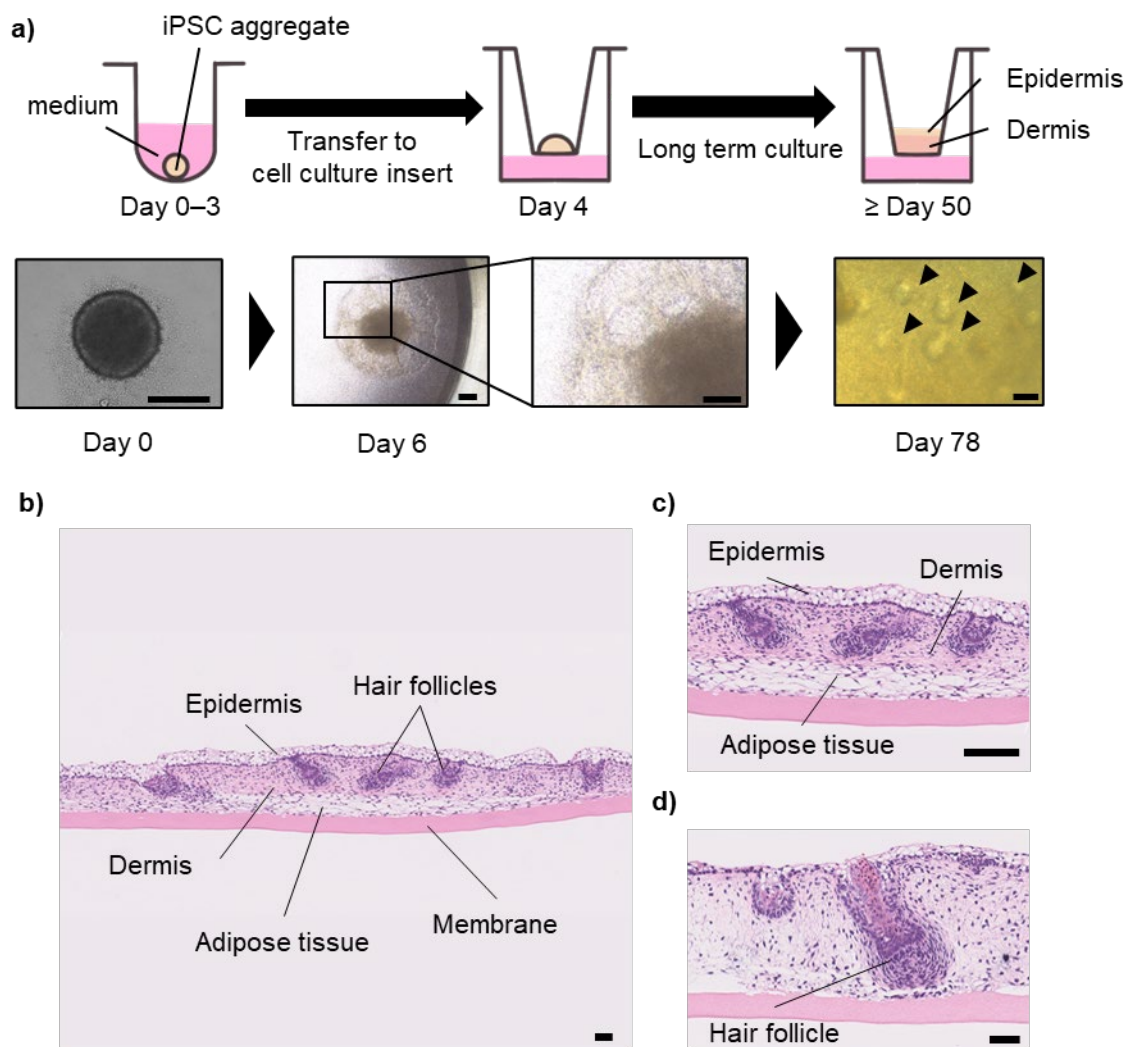 a)
iPSC aggregate
medium
Transfer to
cell culture insert
Long term culture
Epidermis
Dermis
Day 0–3
Day 4
≥ Day 50
Day 0
Day 6
Day 78
b)
Epidermis
Hair follicles
Dermis
Adipose tissue
Membrane
c)
Epidermis
Dermis
Adipose tissue
d)
Hair follicle